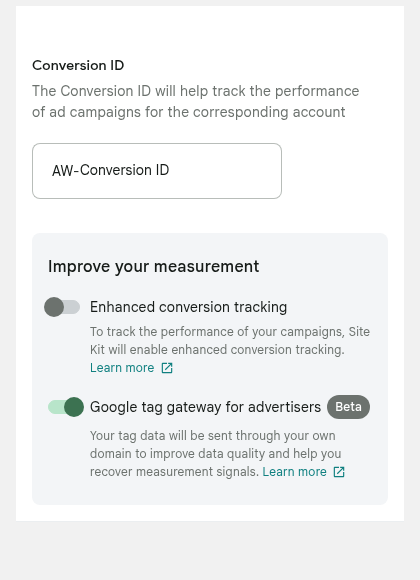 Conversion ID
The Conversion ID will help track the performance
of ad campaigns for the corresponding account
AW-Conversion ID
Improve your measurement
Enhanced conversion tracking
To track the performance of your campaigns, Site
Kit will enable enhanced conversion tracking.
Learn more
Google tag gateway for advertisers Beta
Your tag data will be sent through your own
domain to improve data quality and help you
recover measurement signals. Learn more